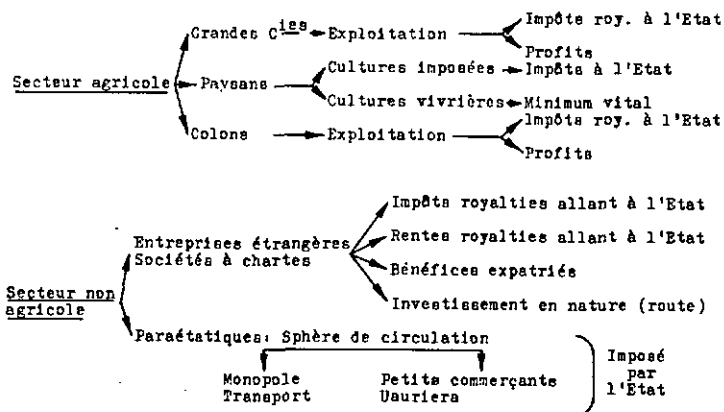 Grandes Cies Exploitation Impôts roy. à l'Etat
Profits
Secteur agricole Paysans Cultures imposées Impôts à l'Etat
Cultures vivrières Minimum vital
Colons Exploitation Impôts roy. à l'Etat
Profits
Impôts royalties allant à l'Etat
Entreprises étrangères
Sociétés à chartes
Rentes royalties allant à l'Etat
Bénéfices expatriés
Investissement en nature (route)
Secteur non
agricole
Paraétatiques: Sphère de circulation
Monopole
Transport
Petits commerçants
Usuriers
Imposé
par
l'Etat